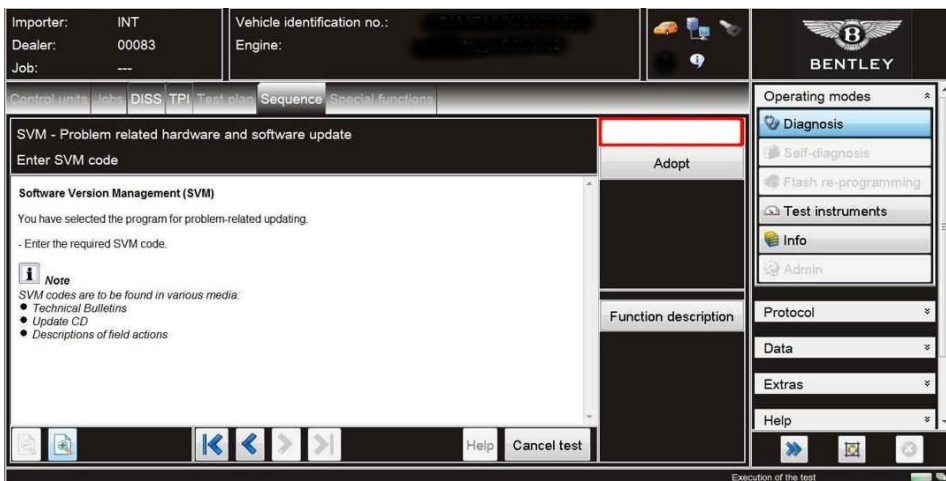 Importer: INT
Dealer: 00083
Job: ---
Vehicle identification no.:
Engine:
BENTLEY
Control units Jobs DISS TPI Test plan Sequence Special functions
SVM - Problem related hardware and software update
Enter SVM code
Adopt
Software Version Management (SVM)
You have selected the program for problem-related updating.
- Enter the required SVM code.
i Note
SVM codes are to be found in various media:
● Technical Bulletins
● Update CD
● Descriptions of field actions
Function description
Help Cancel test
Operating modes
Diagnosis
Self-diagnosis
Flash re-programming
Test instruments
Info
Admin
Protocol
Data
Extras
Help
Execution of the test